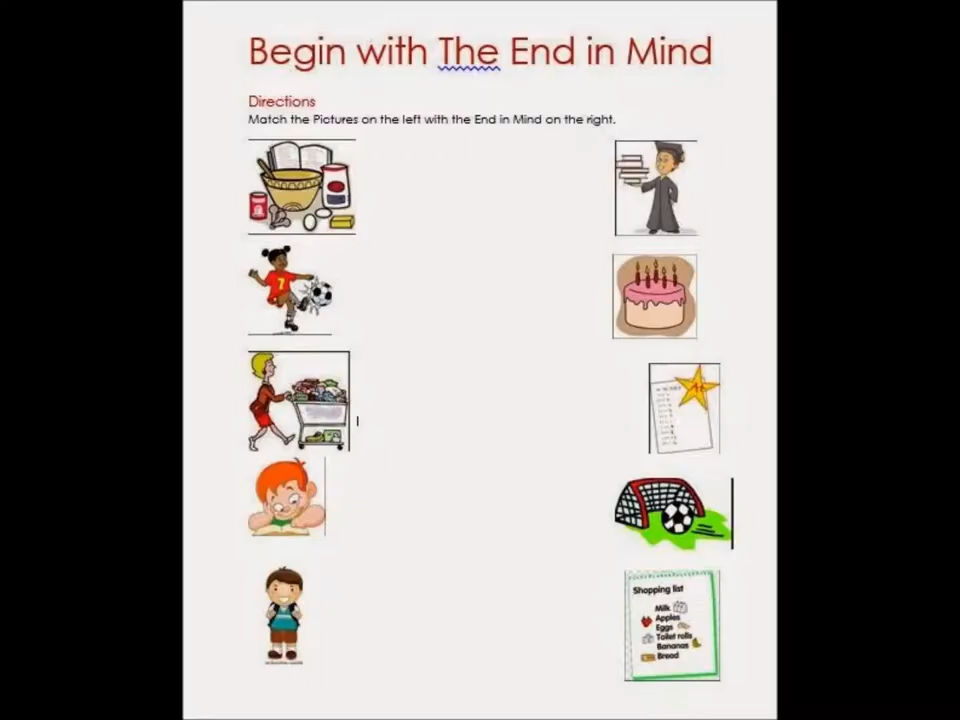 Begin with The End in Mind
Directions
Match the Pictures on the left with the End in Mind on the right.
7
A+
Shopping list
Milk
Apples
Eggs
Toilet rolls
Bananas
Bread